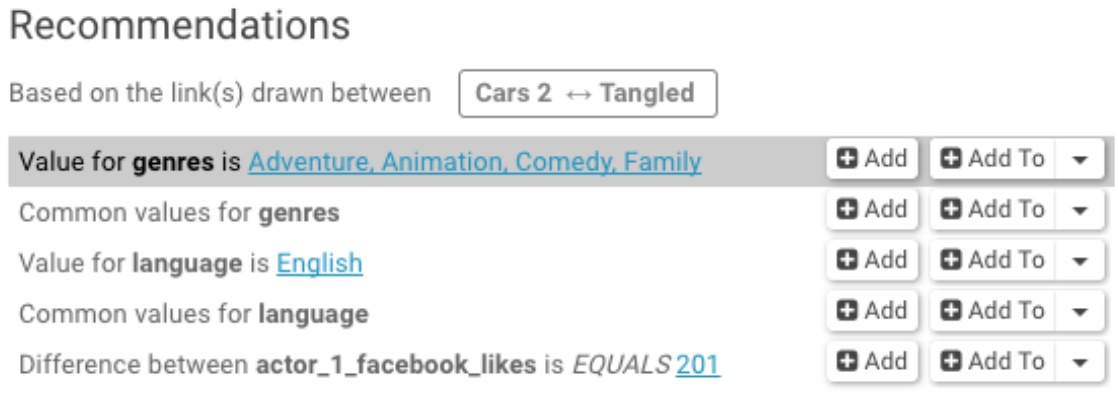 Recommendations
Based on the link(s) drawn between Cars 2 ↔ Tangled
Value for genres is Adventure, Animation, Comedy, Family Add Add To
Common values for genres Add Add To
Value for language is English Add Add To
Common values for language Add Add To
Difference between actor_1_facebook_likes is EQUALS 201 Add Add To